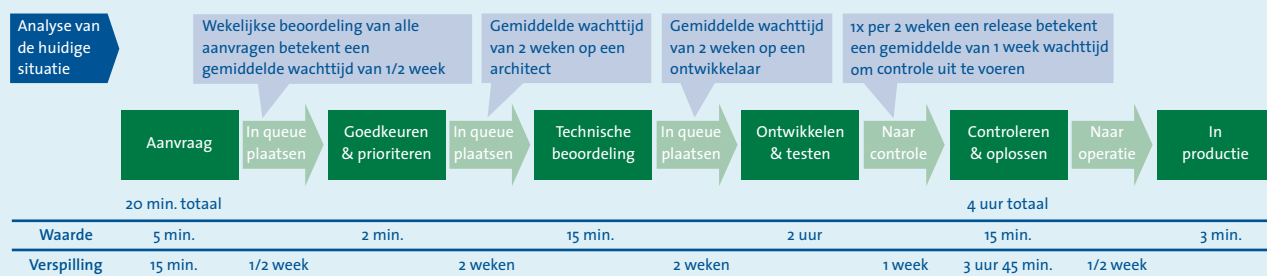 Analyse van
de huidige
situatie
Wekelijkse beoordeling van alle
aanvragen betekent een
gemiddelde wachttijd van 1/2 week
Gemiddelde wachttijd
van 2 weken op een
architect
Gemiddelde wachttijd
van 2 weken op een
ontwikkelaar
1x per 2 weken een release betekent
een gemiddelde van 1 week wachttijd
om controle uit te voeren
Aanvraag
In queue
plaatsen
Goedkeuren
& prioriteren
In queue
plaatsen
Technische
beoordeling
In queue
plaatsen
Ontwikkelen
& testen
Naar
controle
Controleren
& oplossen
Naar
operatie
In
productie
20 min. totaal 4 uur totaal
Waarde 5 min. 2 min. 15 min. 2 uur 15 min. 3 min.
Verspilling 15 min. 1/2 week 2 weken 2 weken 1 week 3 uur 45 min. 1/2 week